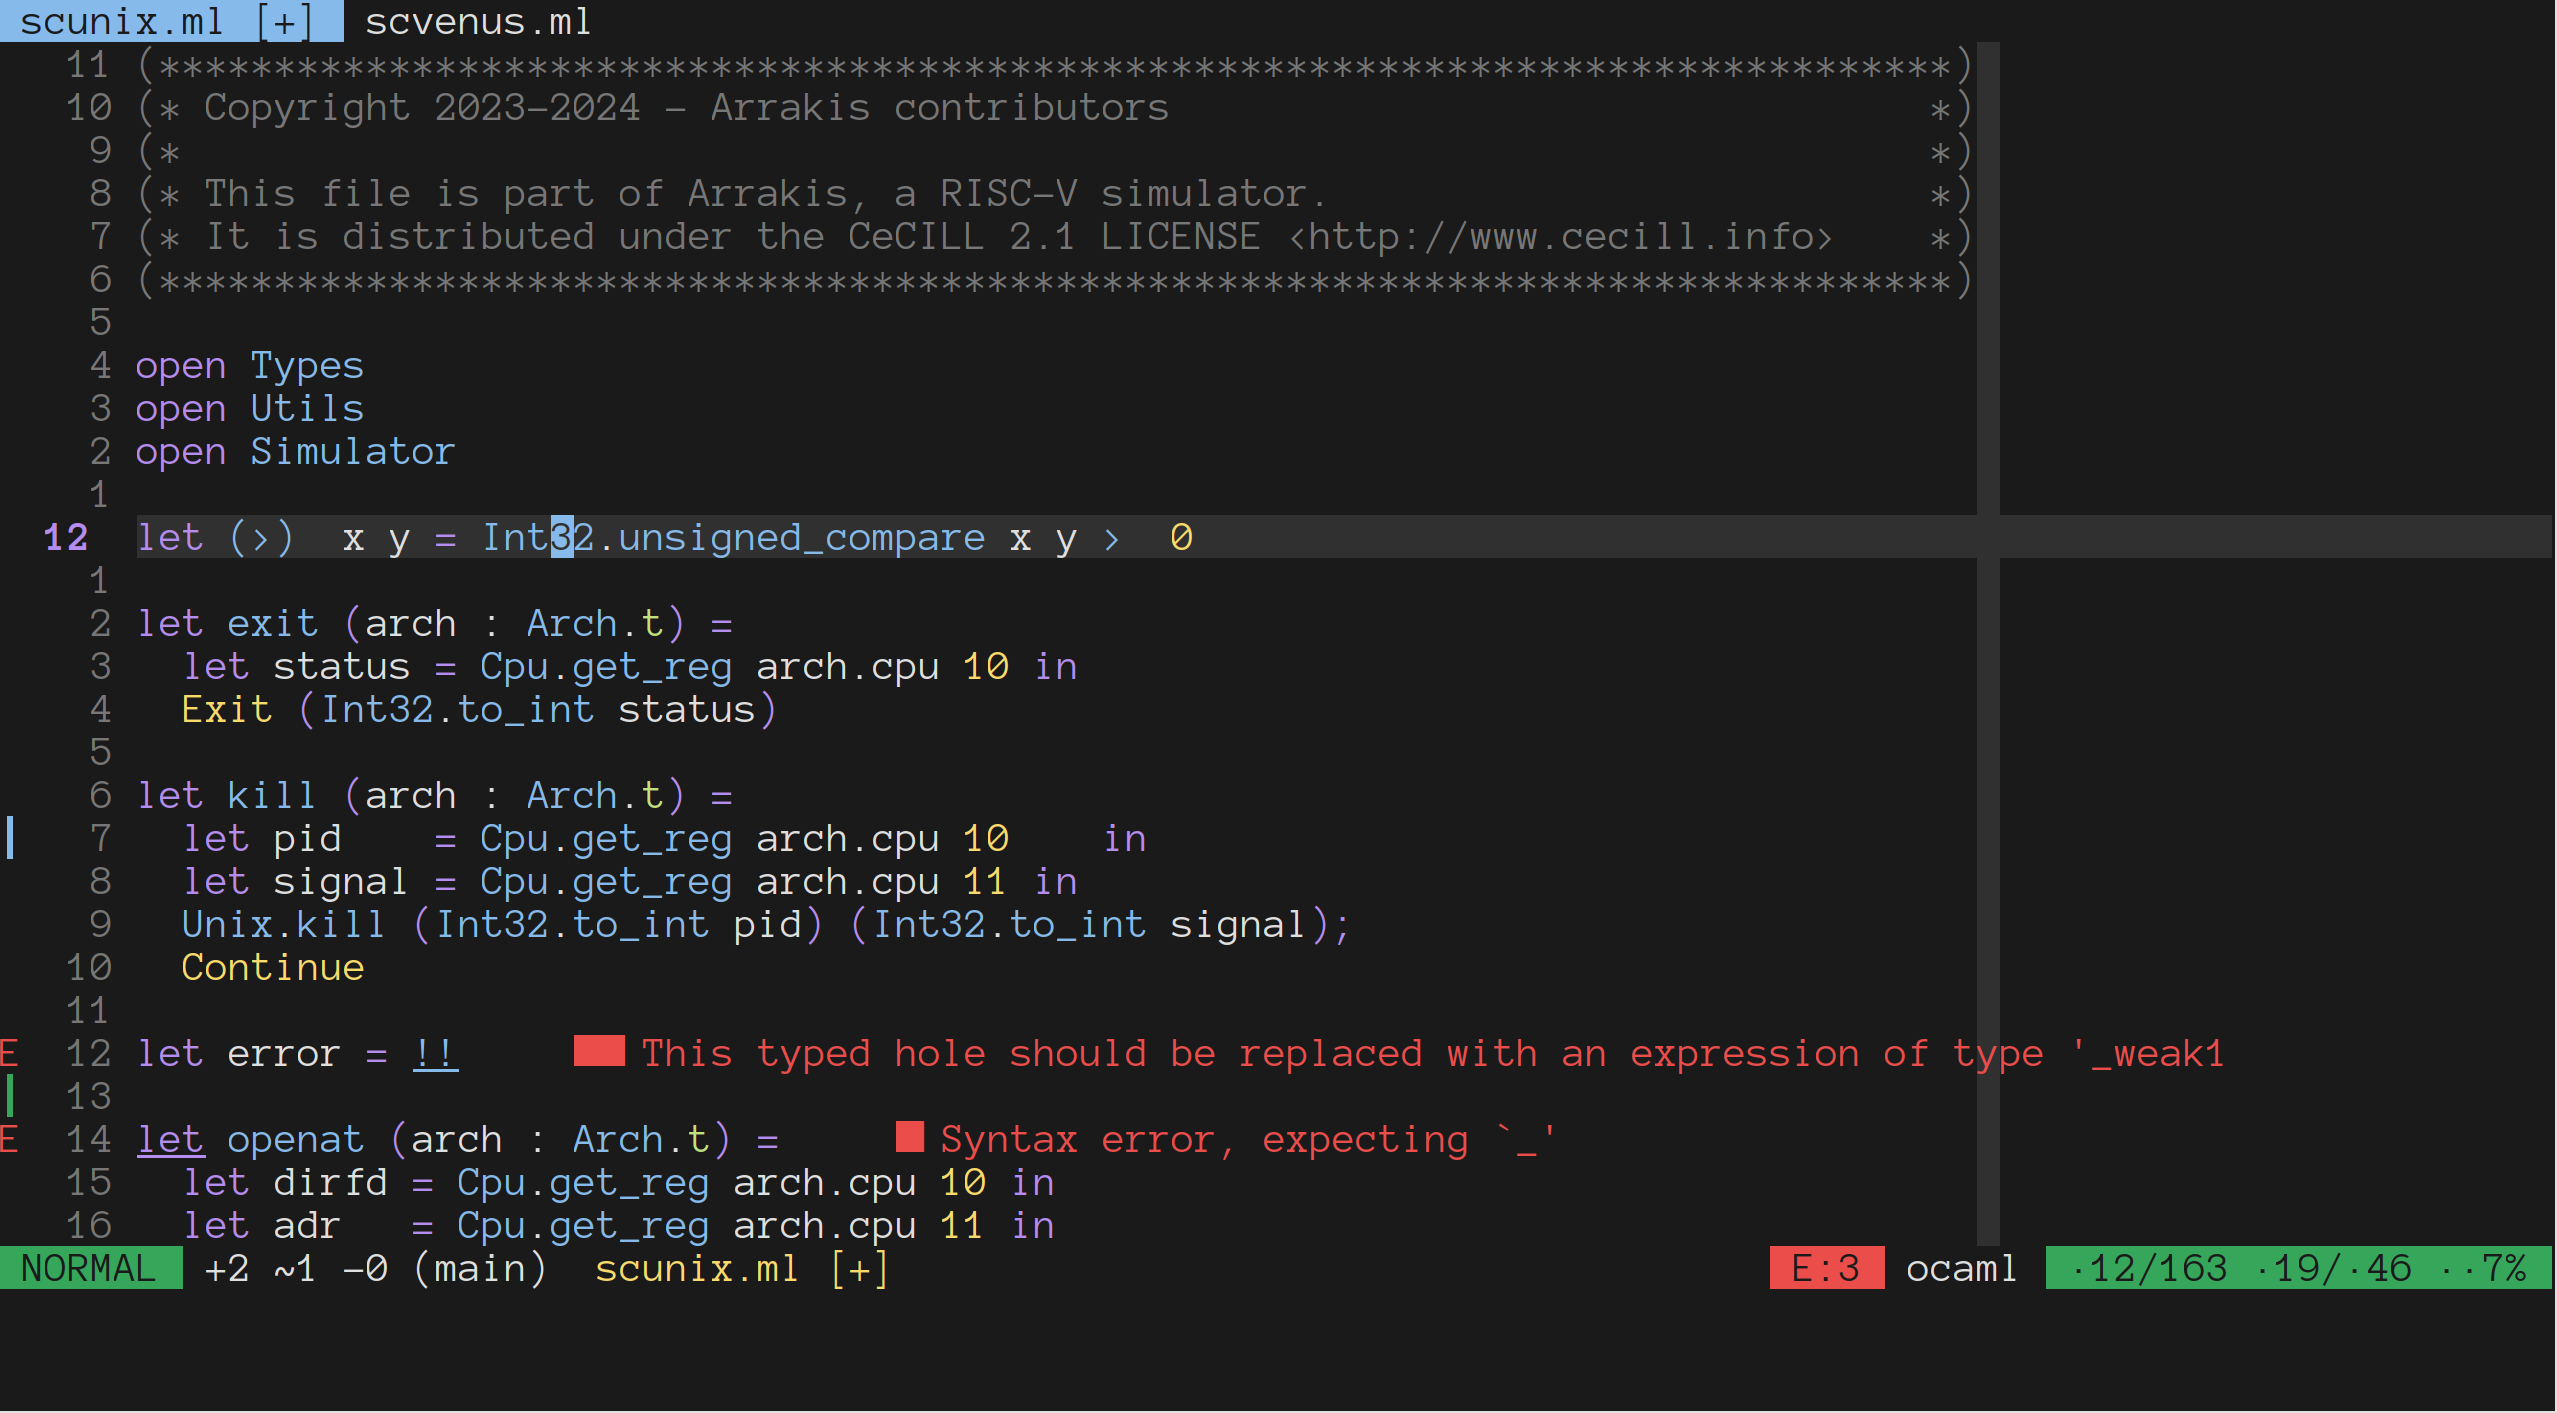 scunix.ml [+]  scvenus.ml
11 (******************************************************************************)
10 (* Copyright 2023-2024 - Arrakis contributors                                 *)
9 (*                                                                            *)
8 (* This file is part of Arrakis, a RISC-V simulator.                          *)
7 (* It is distributed under the CeCILL 2.1 LICENSE <http://www.cecill.info>    *)
6 (******************************************************************************)
5
4 open Types
3 open Utils
2 open Simulator
1
12 let (>)  x y = Int32.unsigned_compare x y >  0
1
2 let exit (arch : Arch.t) =
3   let status = Cpu.get_reg arch.cpu 10 in
4   Exit (Int32.to_int status)
5
6 let kill (arch : Arch.t) =
7   let pid    = Cpu.get_reg arch.cpu 10    in
8   let signal = Cpu.get_reg arch.cpu 11 in
9   Unix.kill (Int32.to_int pid) (Int32.to_int signal);
10   Continue
11
E 12 let error = !!     ■■ This typed hole should be replaced with an expression of type '_weak1
13
E 14 let openat (arch : Arch.t) =     ■ Syntax error, expecting `_'
15   let dirfd = Cpu.get_reg arch.cpu 10 in
16   let adr   = Cpu.get_reg arch.cpu 11 in
NORMAL  +2 ~1 -0 (main)  scunix.ml [+]  E:3  ocaml  ·12/163 ·19/·46 ··7%